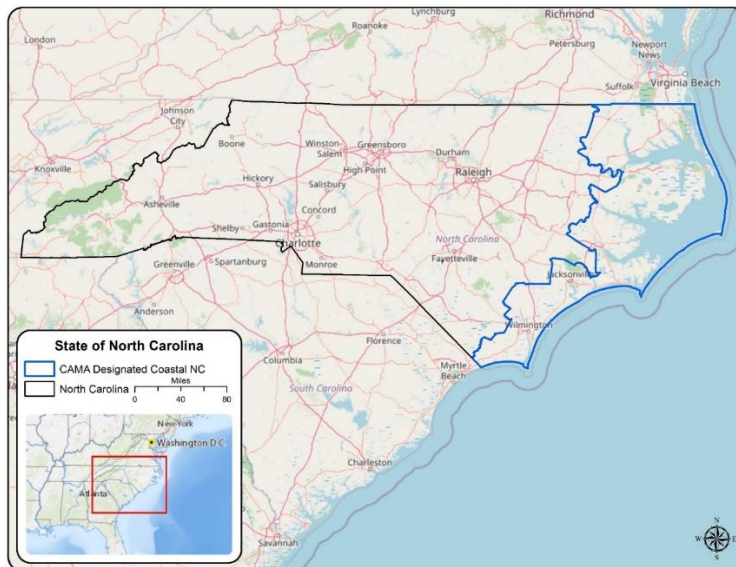 Lynchburg
Roanoke
Richmond
Petersburg
London
Newport
News
Suffolk
Virginia Beach
Johnson
City
Boone
Winston-
Salem
Greensboro
High Point
Durham
Knoxville
Hickory
Salisbury
Raleigh
Asheville
Concord
Shelby
Gastonia
Charlotte
North Carolina
Fayetteville
Greenville
Spartanburg
Monroe
Jacksonville
Anderson
Wilmington
Florence
Columbia
Myrtle
Beach
South Carolina
Charleston
Savannah
State of North Carolina
CAMA Designated Coastal NC
North Carolina
Miles
0 40 80
New York
Washington D.C.
Atlanta
N
W
S